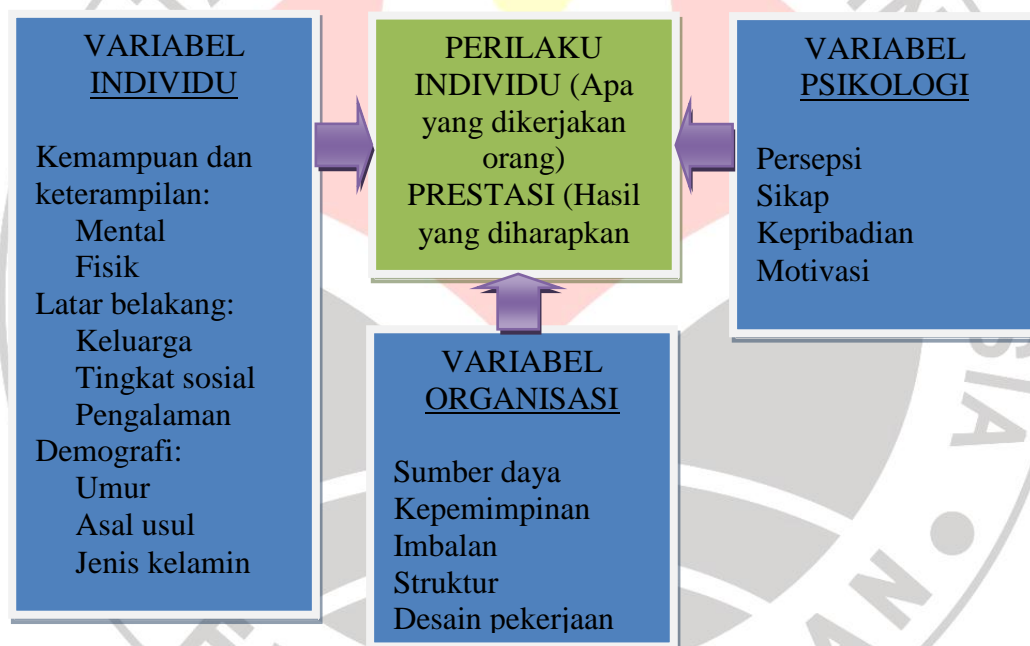 VARIABEL
INDIVIDU
Kemampuan dan
keterampilan:
Mental
Fisik
Latar belakang:
Keluarga
Tingkat sosial
Pengalaman
Demografi:
Umur
Asal usul
Jenis kelamin
PERILAKU
INDIVIDU (Apa
yang dikerjakan
orang)
PRESTASI (Hasil
yang diharapkan
VARIABEL
PSIKOLOGI
Persepsi
Sikap
Kepribadian
Motivasi
VARIABEL
ORGANISASI
Sumber daya
Kepemimpinan
Imbalan
Struktur
Desain pekerjaan